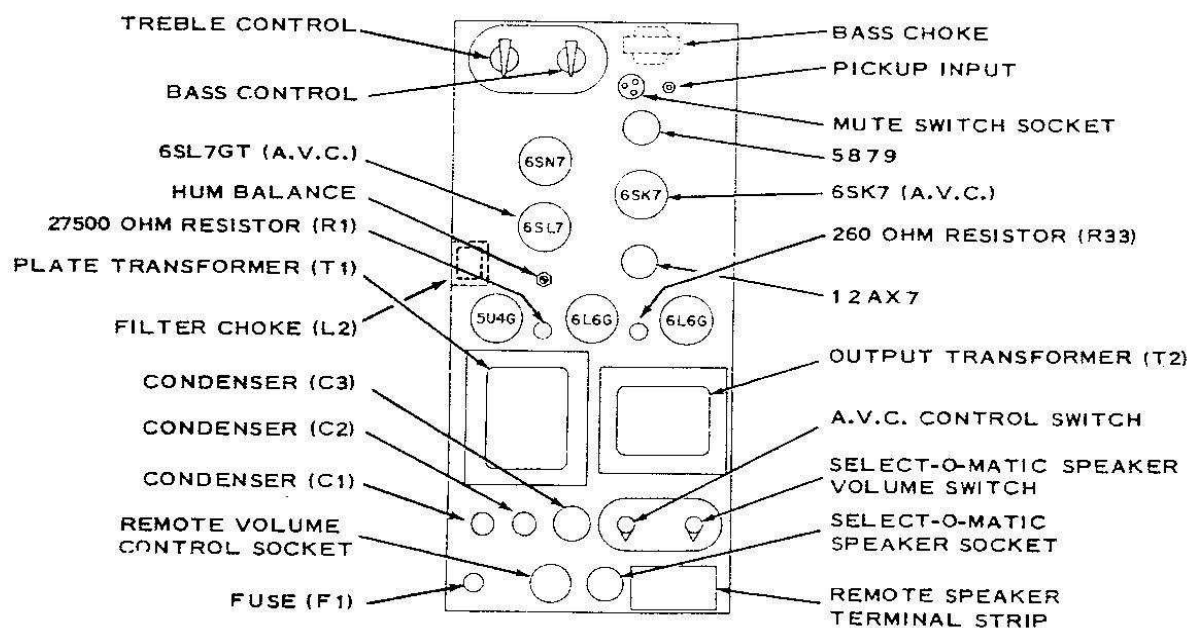 TREBLE CONTROL
BASS CONTROL
6SL7GT (A.V.C.)
HUM BALANCE
27500 OHM RESISTOR (R1)
PLATE TRANSFORMER (T1)
FILTER CHOKE (L2)
CONDENSER (C3)
CONDENSER (C2)
CONDENSER (C1)
REMOTE VOLUME
CONTROL SOCKET
FUSE (F1)
6SN7
6SL7
6SK7
5U4G
6L6G
6L6G
BASS CHOKE
PICKUP INPUT
MUTE SWITCH SOCKET
5879
6SK7 (A.V.C.)
260 OHM RESISTOR (R33)
12AX7
OUTPUT TRANSFORMER (T2)
A.V.C. CONTROL SWITCH
SELECT-O-MATIC SPEAKER
VOLUME SWITCH
SELECT-O-MATIC
SPEAKER SOCKET
REMOTE SPEAKER
TERMINAL STRIP